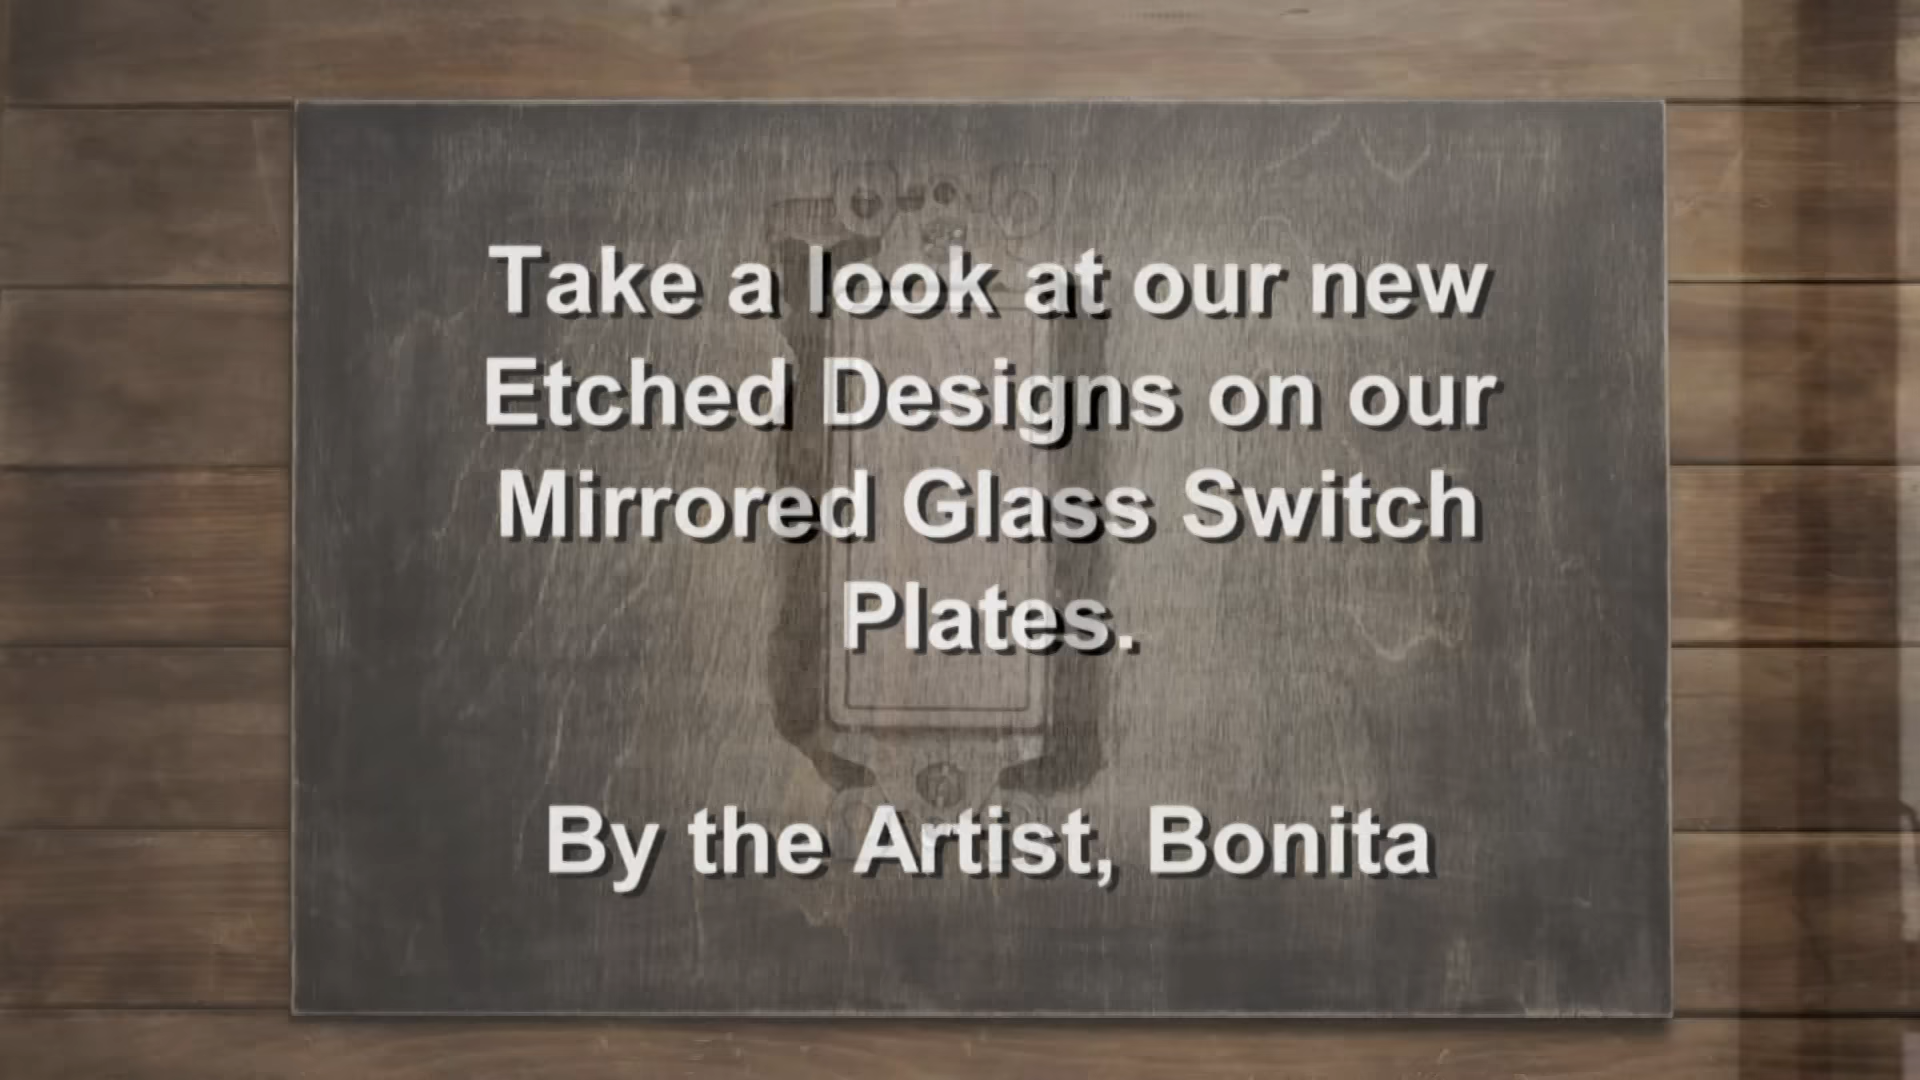 Take a look at our new
Etched Designs on our
Mirrored Glass Switch
Plates.
By the Artist, Bonita